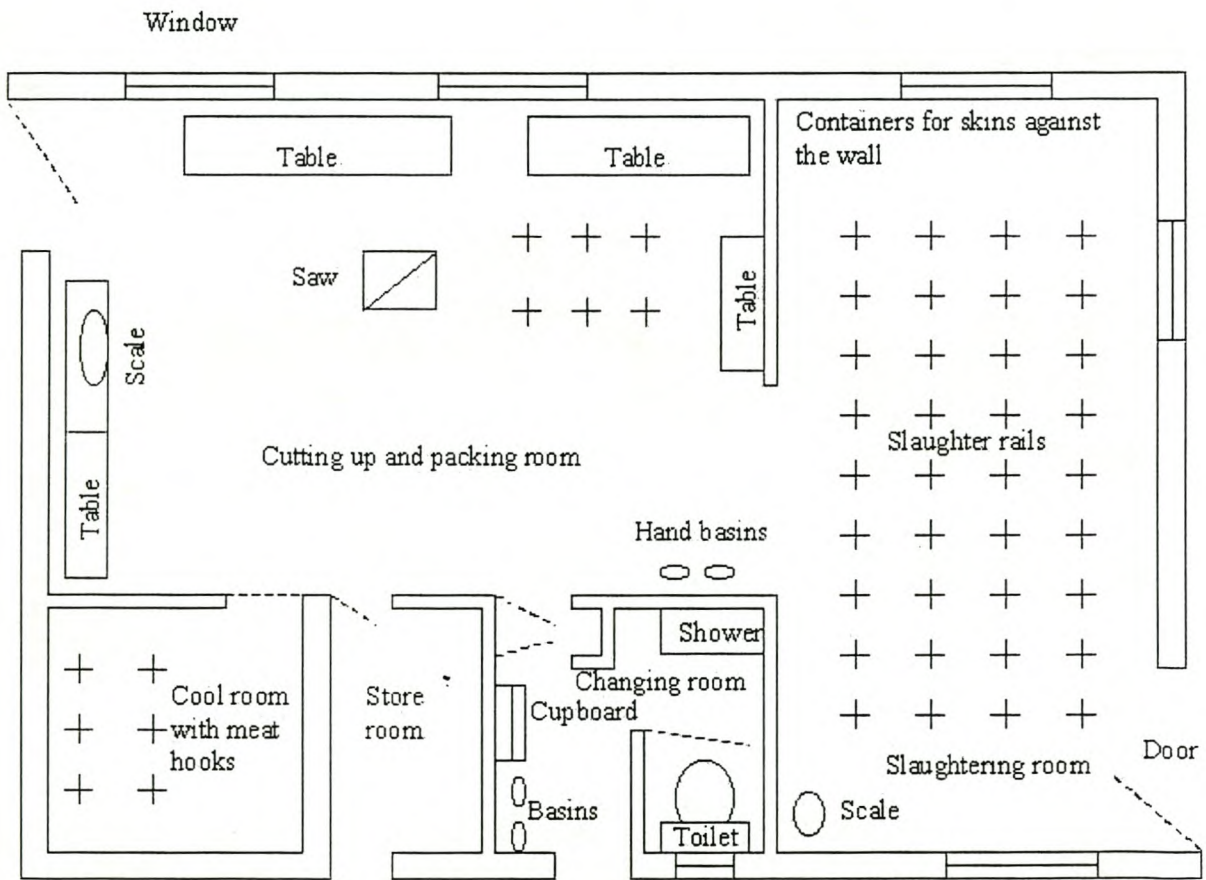 Window
Table
Table
Containers for skins against
the wall
Saw
Table
Scale
Slaughter rails
Cutting up and packing room
Table
Hand basins
Shower
Changing room
Cool room
with meat
hooks
Store
room
Cupboard
Door
Slaughtering room
Basins
Scale
Toilet